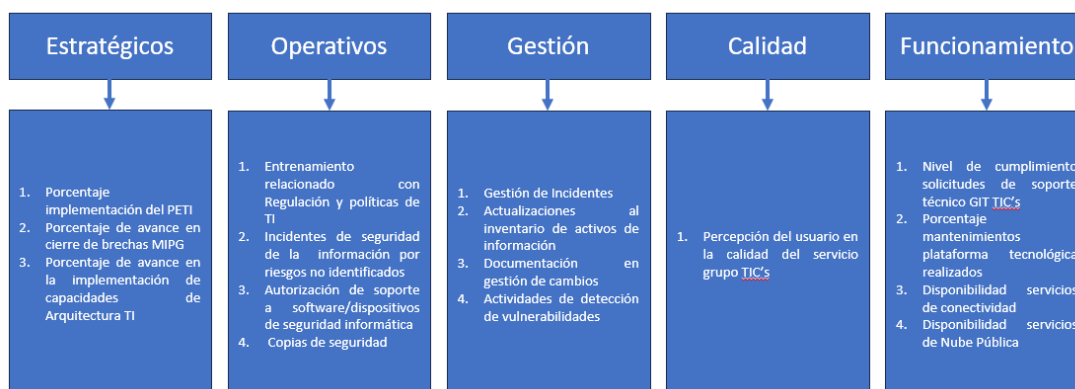 Estratégicos
Operativos
Gestión
Calidad
Funcionamiento
1. Porcentaje
implementación del PETI
2. Porcentaje de avance en
cierre de brechas MIPG
3. Porcentaje de avance en
la implementación de
capacidades de
Arquitectura TI
1. Entrenamiento
relacionado con
Regulación y políticas de
TI
2. Incidentes de seguridad
de la información por
riesgos no identificados
3. Autorización de soporte
a software/dispositivos
de seguridad informática
4. Copias de seguridad
1. Gestión de Incidentes
2. Actualizaciones al
inventario de activos de
información
3. Documentación en
gestión de cambios
4. Actividades de detección
de vulnerabilidades
1. Percepción del usuario en
la calidad del servicio
grupo TIC's
1. Nivel de cumplimiento
solicitudes de soporte
técnico GIT TIC's
2. Porcentaje
mantenimientos
plataforma tecnológica
realizados
3. Disponibilidad servicios
de conectividad
4. Disponibilidad servicios
de Nube Pública